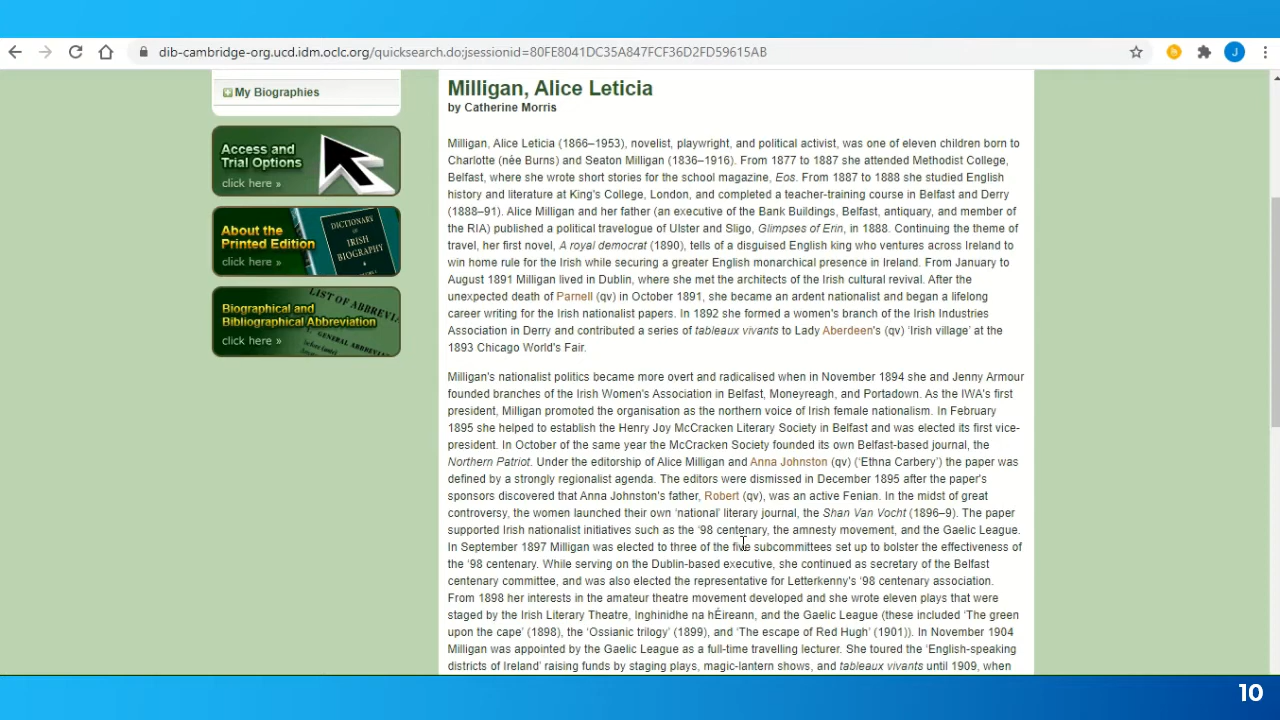 dib-cambridge-org.ucd.idm.oclc.org/quicksearch.do;jsessionid=80FE8041DC35A847FCF36D2FD59615AB
J
My Biographies
Access and
Trial Options
click here »
About the
Printed Edition
click here »
DICTIONARY
OF
IRISH
BIOGRAPHY
LIST OF ABBREVI
Biographical and
Bibliographical Abbreviation
GENERAL ABBREV
click here »
Milligan, Alice Leticia
by Catherine Morris
Milligan, Alice Leticia (1866–1953), novelist, playwright, and political activist, was one of eleven children born to
Charlotte (née Burns) and Seaton Milligan (1836–1916). From 1877 to 1887 she attended Methodist College,
Belfast, where she wrote short stories for the school magazine, Eos. From 1887 to 1888 she studied English
history and literature at King's College, London, and completed a teacher-training course in Belfast and Derry
(1888–91). Alice Milligan and her father (an executive of the Bank Buildings, Belfast, antiquary, and member of
the RIA) published a political travelogue of Ulster and Sligo, Glimpses of Erin, in 1888. Continuing the theme of
travel, her first novel, A royal democrat (1890), tells of a disguised English king who ventures across Ireland to
win home rule for the Irish while securing a greater English monarchical presence in Ireland. From January to
August 1891 Milligan lived in Dublin, where she met the architects of the Irish cultural revival. After the
unexpected death of Parnell (qv) in October 1891, she became an ardent nationalist and began a lifelong
career writing for the Irish nationalist papers. In 1892 she formed a women's branch of the Irish Industries
Association in Derry and contributed a series of tableaux vivants to Lady Aberdeen's (qv) ‘Irish village’ at the
1893 Chicago World's Fair.
Milligan's nationalist politics became more overt and radicalised when in November 1894 she and Jenny Armour
founded branches of the Irish Women's Association in Belfast, Moneyreagh, and Portadown. As the IWA's first
president, Milligan promoted the organisation as the northern voice of Irish female nationalism. In February
1895 she helped to establish the Henry Joy McCracken Literary Society in Belfast and was elected its first vice-
president. In October of the same year the McCracken Society founded its own Belfast-based journal, the
Northern Patriot. Under the editorship of Alice Milligan and Anna Johnston (qv) (‘Ethna Carbery’) the paper was
defined by a strongly regionalist agenda. The editors were dismissed in December 1895 after the paper's
sponsors discovered that Anna Johnston's father, Robert (qv), was an active Fenian. In the midst of great
controversy, the women launched their own ‘national’ literary journal, the Shan Van Vocht (1896–9). The paper
supported Irish nationalist initiatives such as the ’98 centenary, the amnesty movement, and the Gaelic League.
In September 1897 Milligan was elected to three of the five subcommittees set up to bolster the effectiveness of
the ’98 centenary. While serving on the Dublin-based executive, she continued as secretary of the Belfast
centenary committee, and was also elected the representative for Letterkenny's ’98 centenary association.
From 1898 her interests in the amateur theatre movement developed and she wrote eleven plays that were
staged by the Irish Literary Theatre, Inghinidhe na hÉireann, and the Gaelic League (these included ‘The green
upon the cape’ (1898), the ‘Ossianic trilogy’ (1899), and ‘The escape of Red Hugh’ (1901)). In November 1904
Milligan was appointed by the Gaelic League as a full-time travelling lecturer. She toured the ‘English-speaking
districts of Ireland’ raising funds by staging plays, magic-lantern shows, and tableaux vivants until 1909, when
10